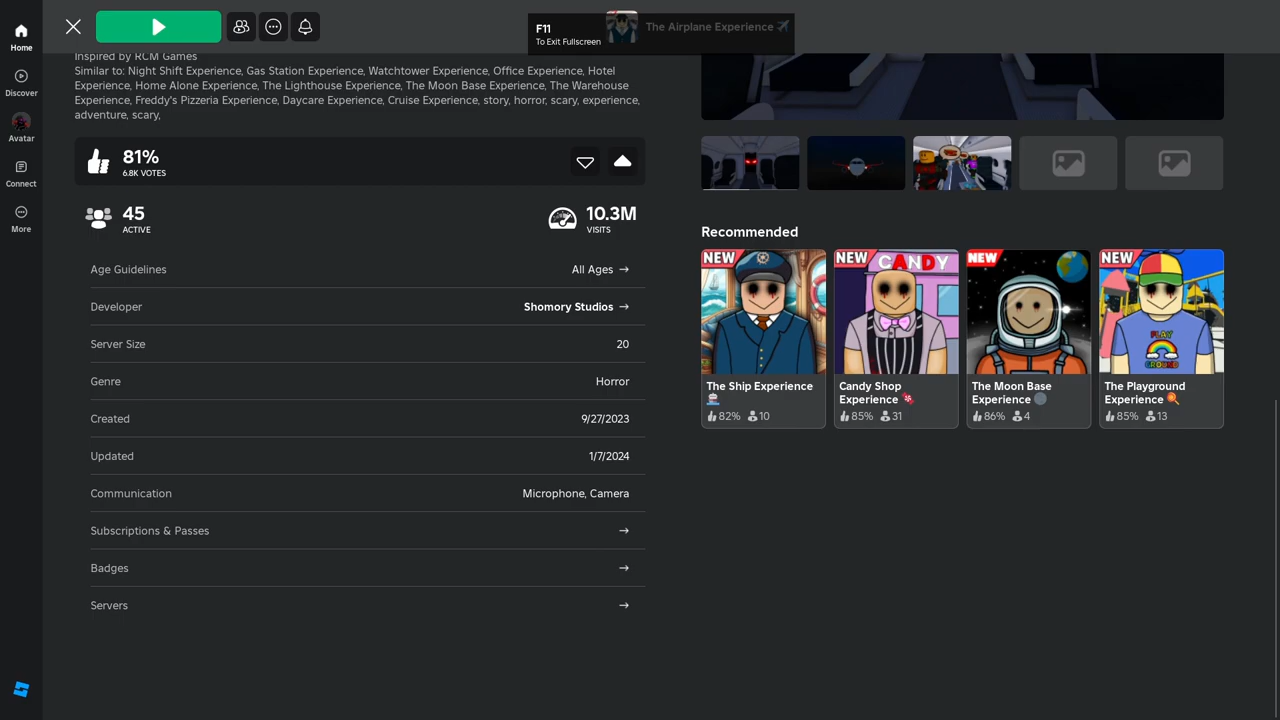 F11
To Exit Fullscreen
The Airplane Experience ✈️
Home
Discover
Avatar
Connect
More
Inspired by RCM Games
Similar to: Night Shift Experience, Gas Station Experience, Watchtower Experience, Office Experience, Hotel
Experience, Home Alone Experience, The Lighthouse Experience, The Moon Base Experience, The Warehouse
Experience, Freddy's Pizzeria Experience, Daycare Experience, Cruise Experience, story, horror, scary, experience,
adventure, scary,
81%
6.8K VOTES
45
ACTIVE
10.3M
VISITS
Age Guidelines
All Ages →
Developer
Shomory Studios →
Server Size
20
Genre
Horror
Created
9/27/2023
Updated
1/7/2024
Communication
Microphone, Camera
Subscriptions & Passes →
Badges →
Servers →
Recommended
NEW
The Ship Experience
🚢
82% 10
NEW
CANDY
Candy Shop
Experience 🍬
85% 31
NEW
The Moon Base
Experience 🌑
86% 4
NEW
PLAY
GROUND
The Playground
Experience 🍭
85% 13